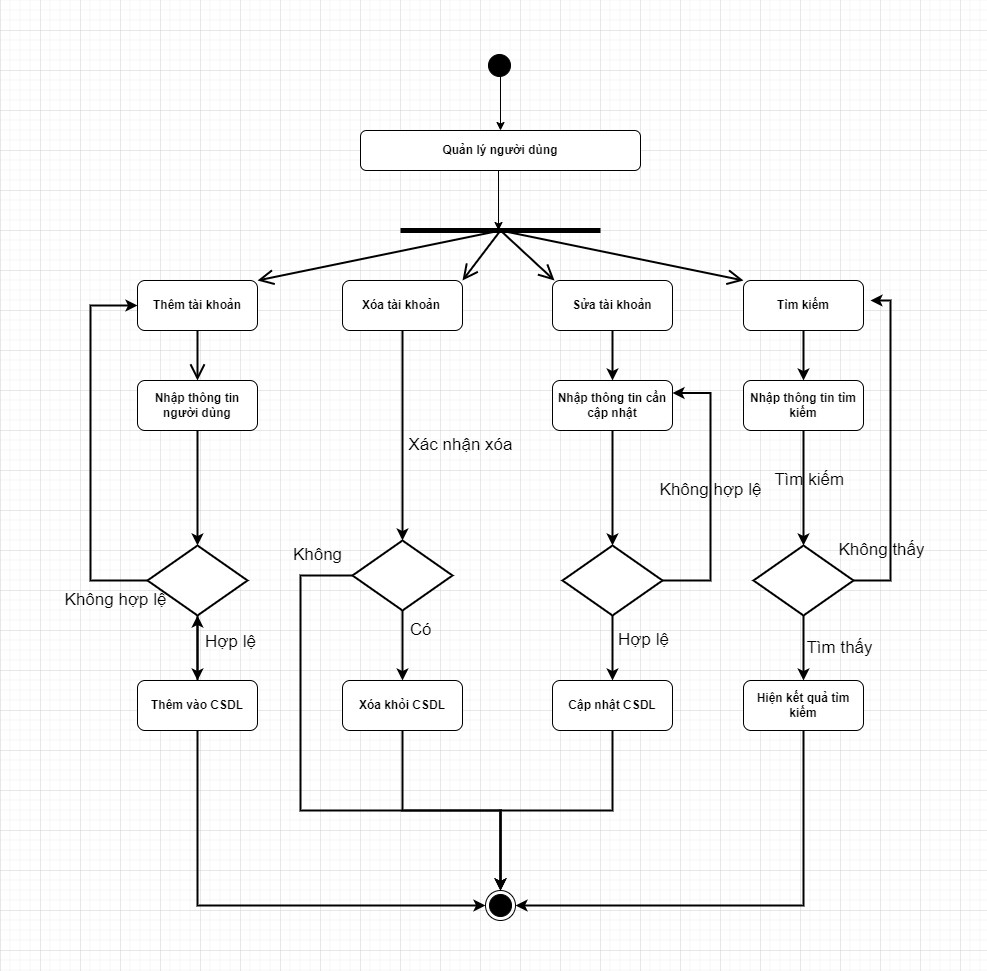 Quản lý người dùng
Thêm tài khoản
Xóa tài khoản
Sửa tài khoản
Tìm kiếm
Nhập thông tin
người dùng
Nhập thông tin cần
cập nhật
Nhập thông tin tìm
kiếm
Xác nhận xóa
Không hợp lệ
Tìm kiếm
Không
Không thấy
Không hợp lệ
Hợp lệ
Có
Hợp lệ
Tìm thấy
Thêm vào CSDL
Xóa khỏi CSDL
Cập nhật CSDL
Hiện kết quả tìm
kiếm